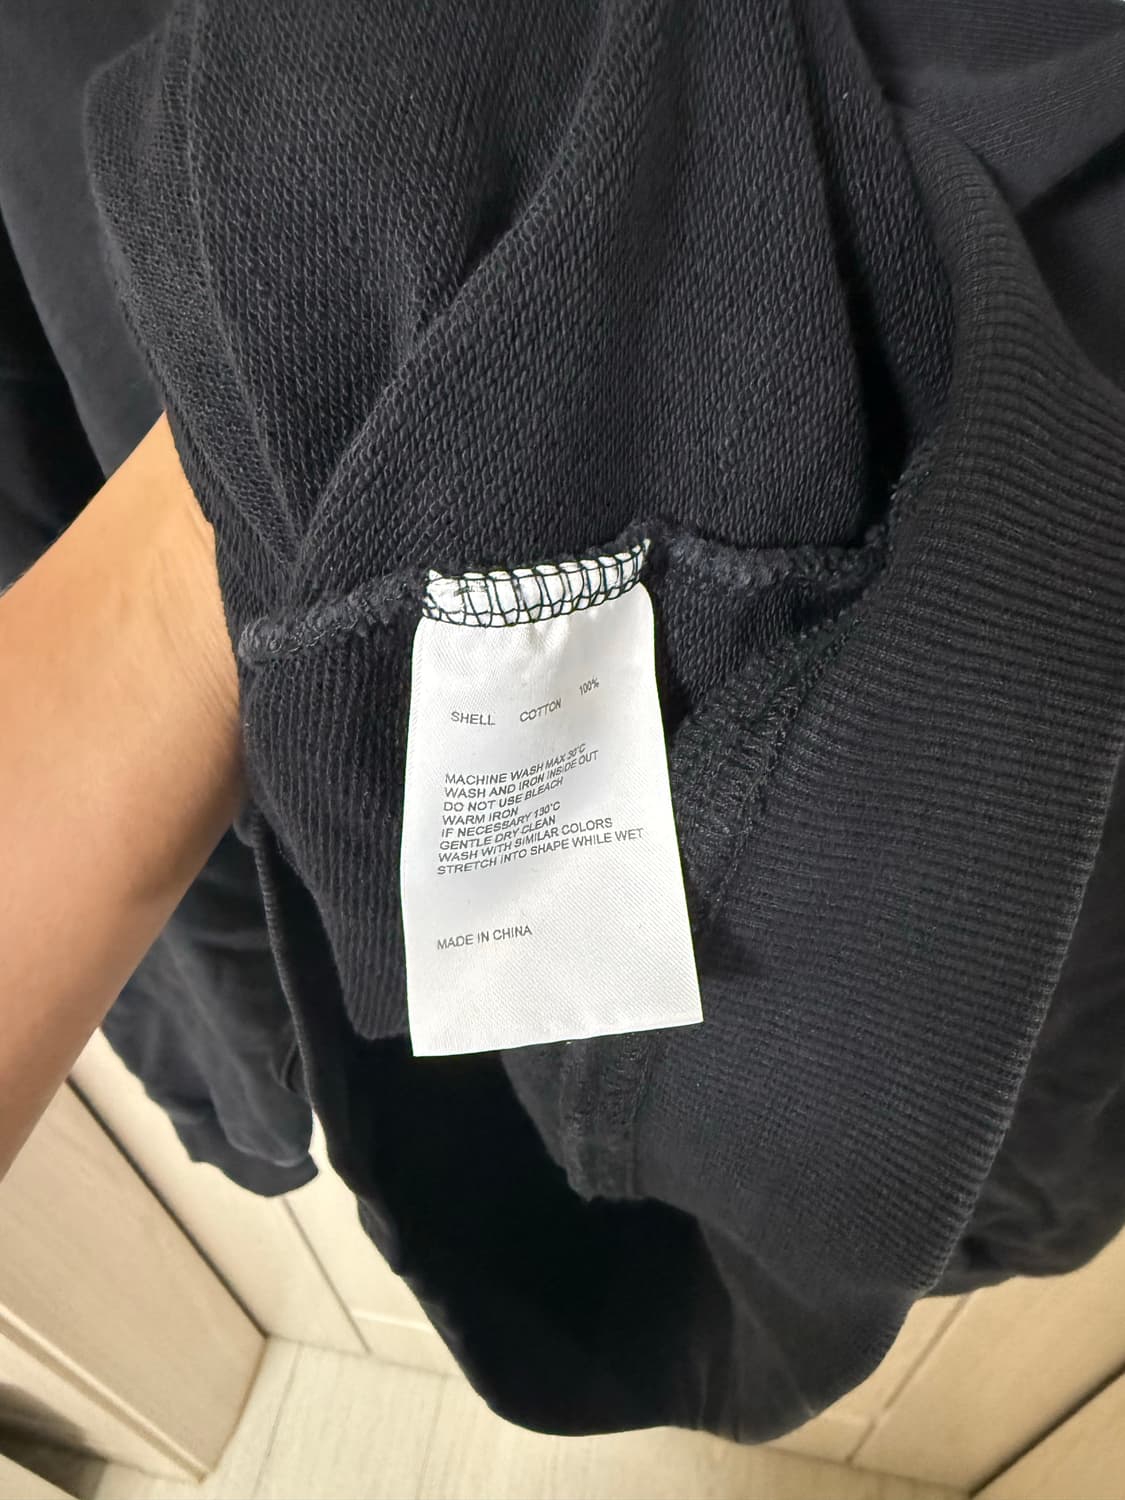 SHELL COTTON 100%
MACHINE WASH MAX 30°C
WASH AND IRON INSIDE OUT
DO NOT USE BLEACH
WARM IRON
IF NECESSARY 130°C
GENTLE DRY CLEAN
WASH WITH SIMILAR COLORS
STRETCH INTO SHAPE WHILE WET
MADE IN CHINA